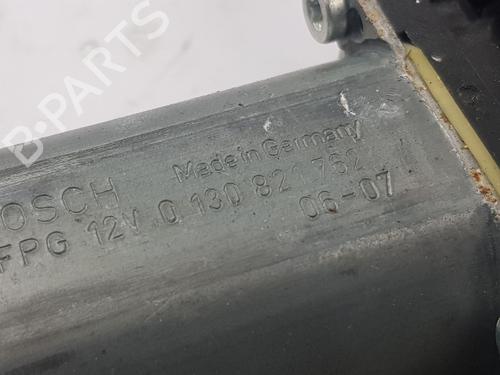 Made in Germany
BOSCH
FPG 12V 0 130 821 762
06-07
B-PARTS